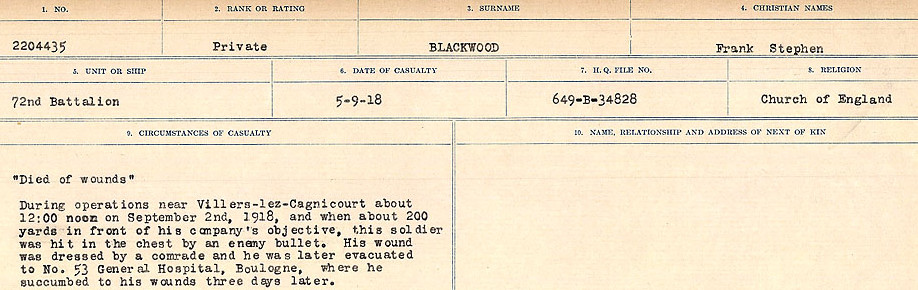 1. NO. 2. RANK OR RATING 3. SURNAME 4. CHRISTIAN NAMES
2204435 Private BLACKWOOD Frank Stephen
5. UNIT OR SHIP 6. DATE OF CASUALTY 7. H.Q. FILE NO. 8. RELIGION
72nd Battalion 5-9-18 649-B-34828 Church of England
9. CIRCUMSTANCES OF CASUALTY 10. NAME, RELATIONSHIP AND ADDRESS OF NEXT OF KIN
"Died of wounds"
During operations near Villers-lez-Cagnicourt about
12:00 noon on September 2nd, 1918, and when about 200
yards in front of his company's objective, this soldier
was hit in the chest by an enemy bullet. His wound
was dressed by a comrade and he was later evacuated
to No. 53 General Hospital, Boulogne, where he
succumbed to his wounds three days later.